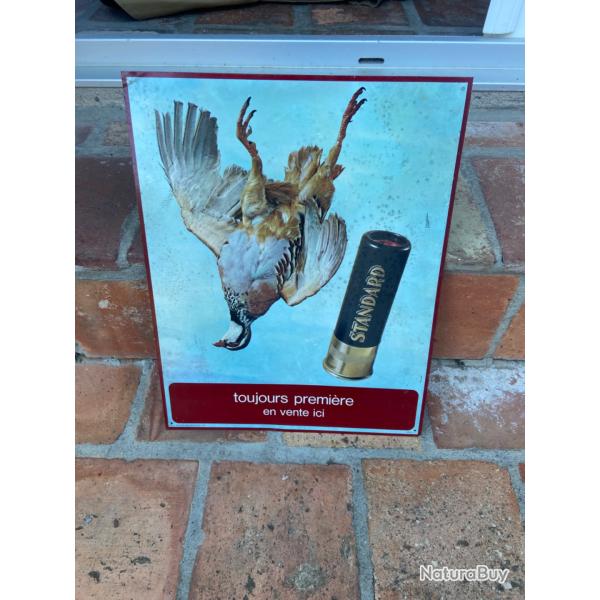 STANDARD
toujours première
en vente ici
NaturaBuy